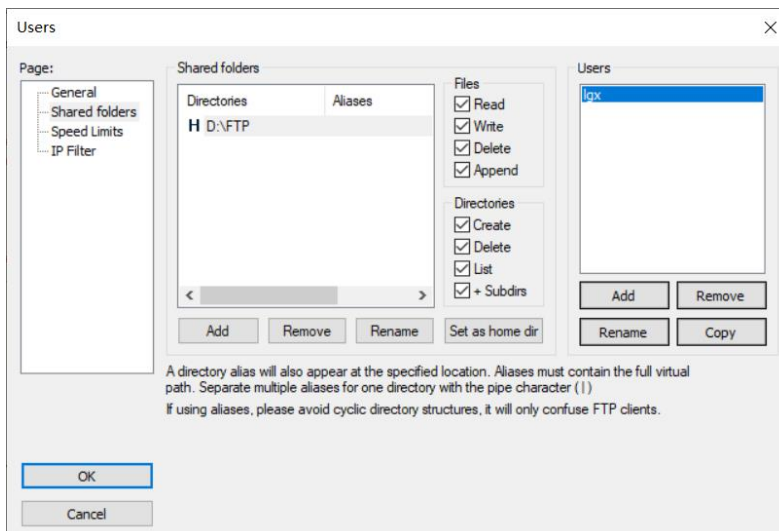 Users
Page:
General
Shared folders
Speed Limits
IP Filter
OK
Cancel
Shared folders
Directories Aliases
H D:\FTP
Add Remove Rename Set as home dir
Files
Read
Write
Delete
Append
Directories
Create
Delete
List
+ Subdirs
Users
lgx
Add Remove
Rename Copy
A directory alias will also appear at the specified location. Aliases must contain the full virtual
path. Separate multiple aliases for one directory with the pipe character ( | )
If using aliases, please avoid cyclic directory structures, it will only confuse FTP clients.